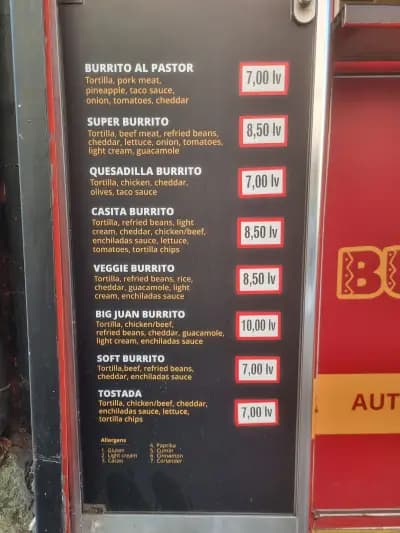 BURRITO AL PASTOR
Tortilla, pork meat,
pineapple, taco sauce,
onion, tomatoes, cheddar
7,00 lv
SUPER BURRITO
Tortilla, beef meat, refried beans,
cheddar, lettuce, onion, tomatoes,
light cream, guacamole
8,50 lv
QUESADILLA BURRITO
Tortilla, chicken, cheddar,
olives, taco sauce
7,00 lv
CASITA BURRITO
Tortilla, refried beans, light
cream, cheddar, chicken/beef,
enchiladas sauce, lettuce,
tomatoes, tortilla chips
8,50 lv
VEGGIE BURRITO
Tortilla, refried beans, rice,
cheddar, guacamole, light
cream, enchiladas sauce
8,50 lv
BIG JUAN BURRITO
Tortilla, chicken/beef,
refried beans, cheddar, guacamole,
light cream, enchiladas sauce
10,00 lv
SOFT BURRITO
Tortilla,beef, refried beans,
cheddar, enchiladas sauce
7,00 lv
TOSTADA
Tortilla, chicken/beef, cheddar,
enchiladas sauce, lettuce,
tortilla chips
7,00 lv
Allergens
1. Gluten
2. Light cream
3. Cacao
4. Paprika
5. Cumin
6. Cinnamon
7. Coriander
BU
AUT